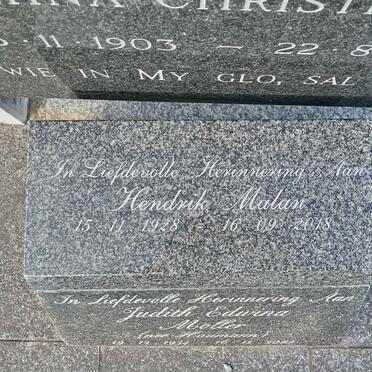 CHRISTI
11 · 1903 — 22 · 8
WIE IN MY GLO, SAL
In Liefdevolle Herinnering Aan
Hendrik Malan
15 · 11 · 1928 - 16 · 09 · 2018
In Liefdevolle Herinnering Aan
Judith Edwina
Moller